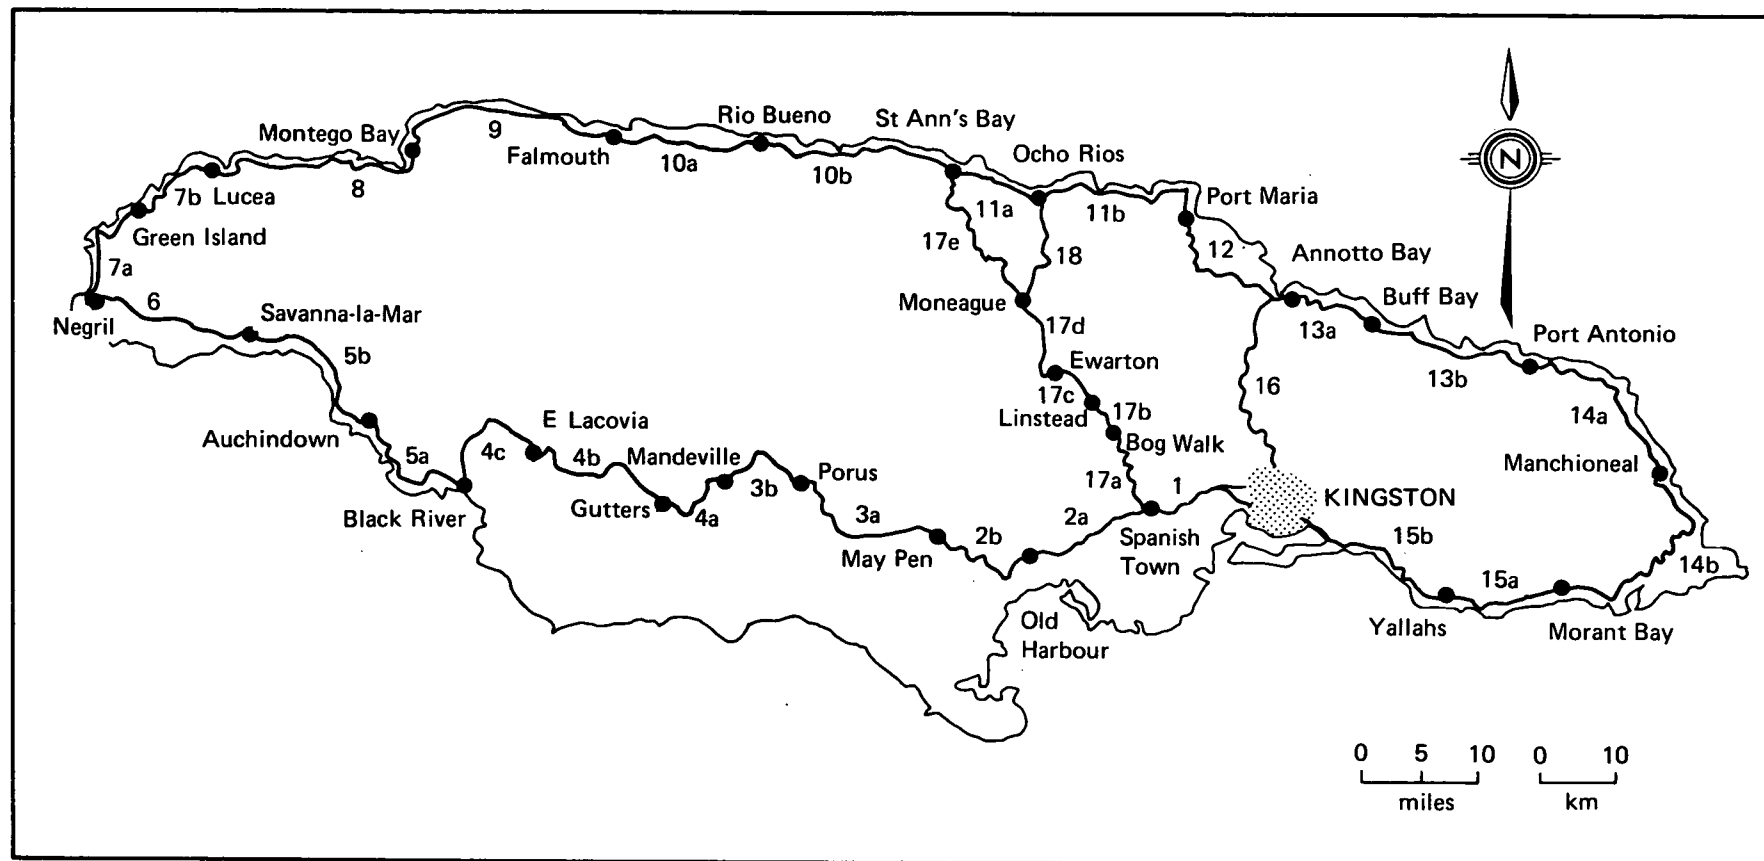 Rio Bueno
St Ann's Bay
Montego Bay
9
Falmouth
10a
10b
Ocho Rios
N
7b Lucea
8
11a
11b
Port Maria
Green Island
17e
18
12
Annotto Bay
7a
6
Savanna-la-Mar
Moneague
Buff Bay
Negril
17d
13a
Port Antonio
5b
Ewarton
13b
16
17c
Linstead
17b
14a
E Lacovia
Auchindown
5a
4c
4b
Mandeville
Bog Walk
Manchioneal
Porus
3b
17a
1
KINGSTON
Black River
Gutters
4a
3a
2a
2b
Spanish
Town
15b
May Pen
14b
15a
Old
Harbour
Yallahs
Morant Bay
0 5 10
miles
0 10
km